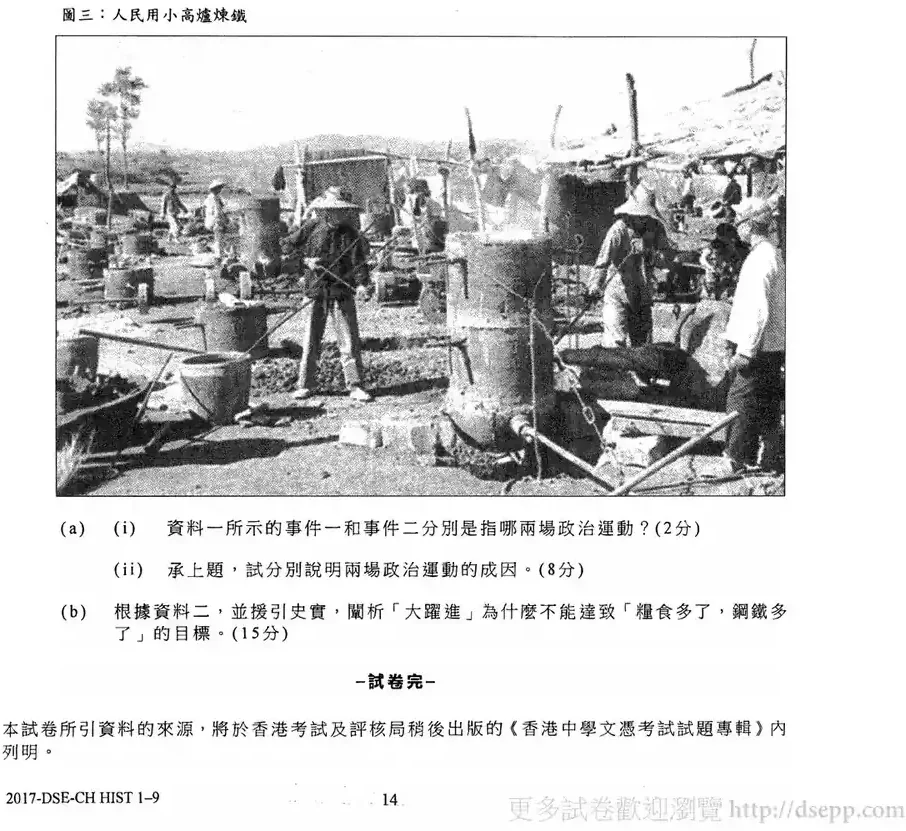 圖三：人民用小高爐煉鐵
(a) (i) 資料一所示的事件一和事件二分別是指哪兩場政治運動？(2分)
(ii) 承上題，試分別說明兩場政治運動的成因。(8分)
(b) 根據資料二，並援引史實，闡析「大躍進」為什麼不能達致「糧食多了，鋼鐵多
了」的目標。(15分)
–試卷完–
本試卷所引資料的來源，將於香港考試及評核局稍後出版的《香港中學文憑考試試題專輯》內
列明。
2017-DSE-CH HIST 1–9
14
更多試卷歡迎瀏覽 http://dsepp.com